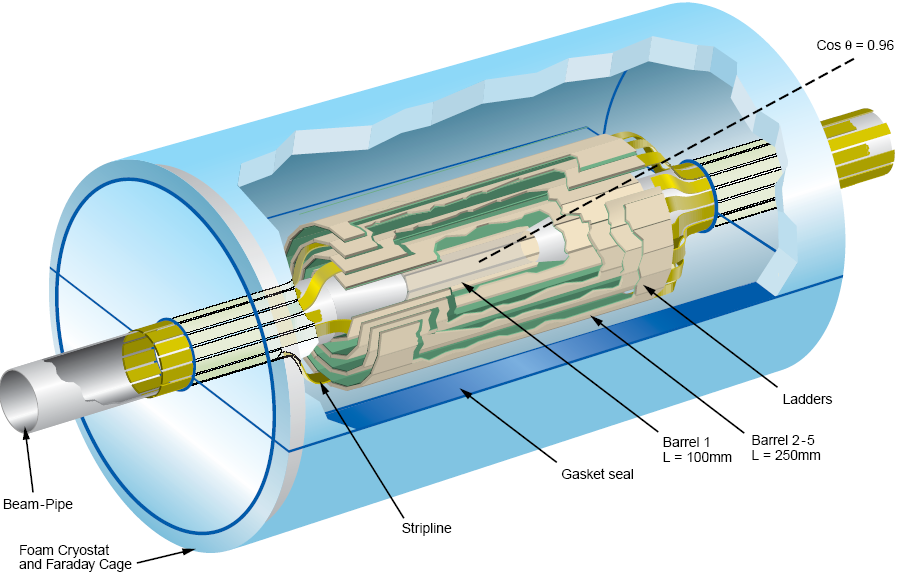 Cos θ = 0.96
Ladders
Barrel 1
L = 100mm
Barrel 2-5
L = 250mm
Gasket seal
Beam-Pipe
Stripline
Foam Cryostat
and Faraday Cage